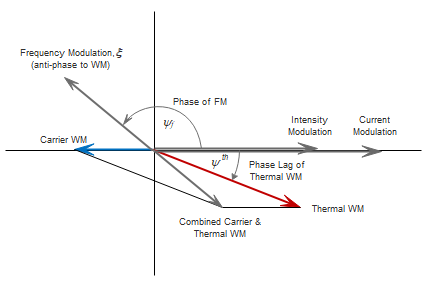 Frequency Modulation, ξ
(anti-phase to WM)
Phase of FM
ψf
Intensity
Modulation
Current
Modulation
Carrier WM
ψ th
Phase Lag of
Thermal WM
Thermal WM
Combined Carrier &
Thermal WM